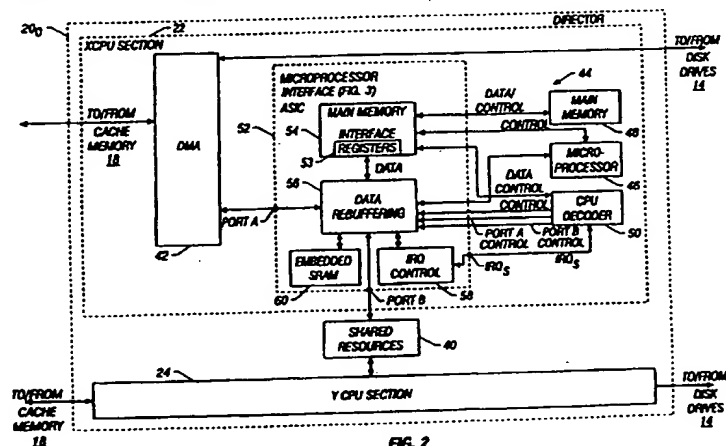 20₀
DIRECTOR
XCPU SECTION
22
TO/FROM
DISK
DRIVES
14
MICROPROCESSOR
INTERFACE (FIG. 3)
ASIC
44
TO/FROM
CACHE
MEMORY
18
DMA
52
54
MAIN MEMORY
INTERFACE
REGISTERS
53
DATA/
CONTROL
CONTROL
MAIN
MEMORY
48
DATA
MICRO-
PROCESSOR
46
56
DATA
REBUFFERING
DATA
CONTROL
CONTROL
CPU
DECODER
50
PORT A
PORT A
CONTROL
PORT B
CONTROL
42
EMBEDDED
SRAM
60
IRQ
CONTROL
58
IRQS
IRQS
PORT B
SHARED
RESOURCES
40
24
Y CPU SECTION
TO/FROM
CACHE
MEMORY
18
TO/FROM
DISK
DRIVES
14
FIG. 2